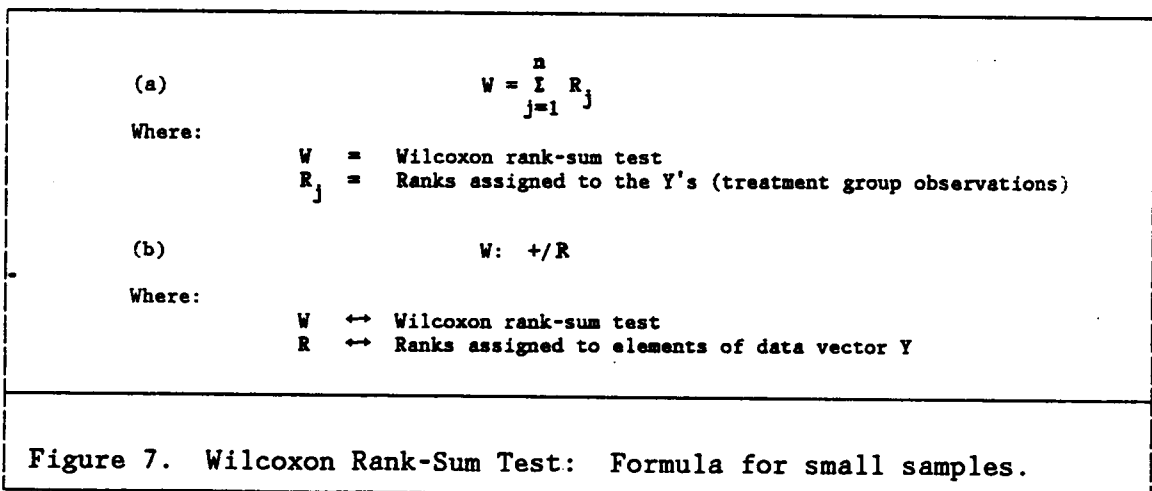 n
(a) W = Σ R
j=1 j
Where:
W = Wilcoxon rank-sum test
R = Ranks assigned to the Y's (treatment group observations)
j
(b) W: +/R
Where:
W ↔ Wilcoxon rank-sum test
R ↔ Ranks assigned to elements of data vector Y
Figure 7. Wilcoxon Rank-Sum Test: Formula for small samples.